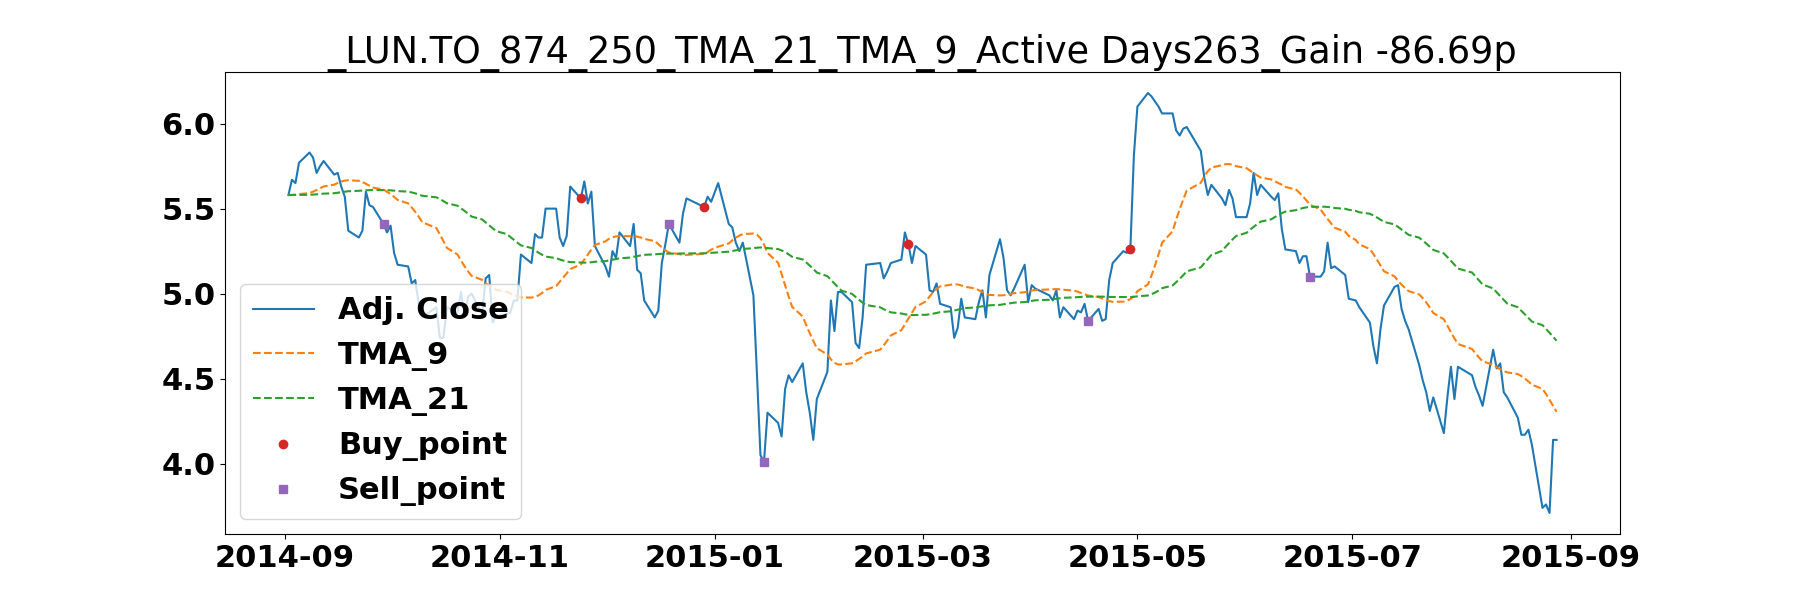 _LUN.TO_874_250_TMA_21_TMA_9_Active Days263_Gain -86.69p
6.0
5.5
5.0
4.5
4.0
Adj. Close
TMA_9
TMA_21
Buy_point
Sell_point
2014-09 2014-11 2015-01 2015-03 2015-05 2015-07 2015-09